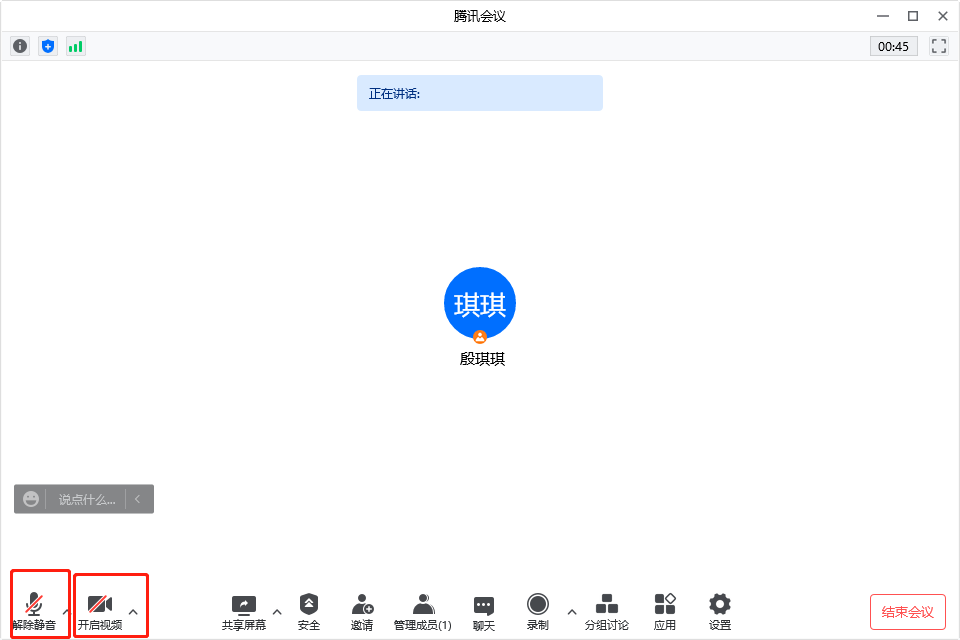 腾讯会议
00:45
正在讲话:
琪琪
殷琪琪
说点什么...
解除静音
开启视频
共享屏幕
安全
邀请
管理成员(1)
聊天
录制
分组讨论
应用
设置
结束会议